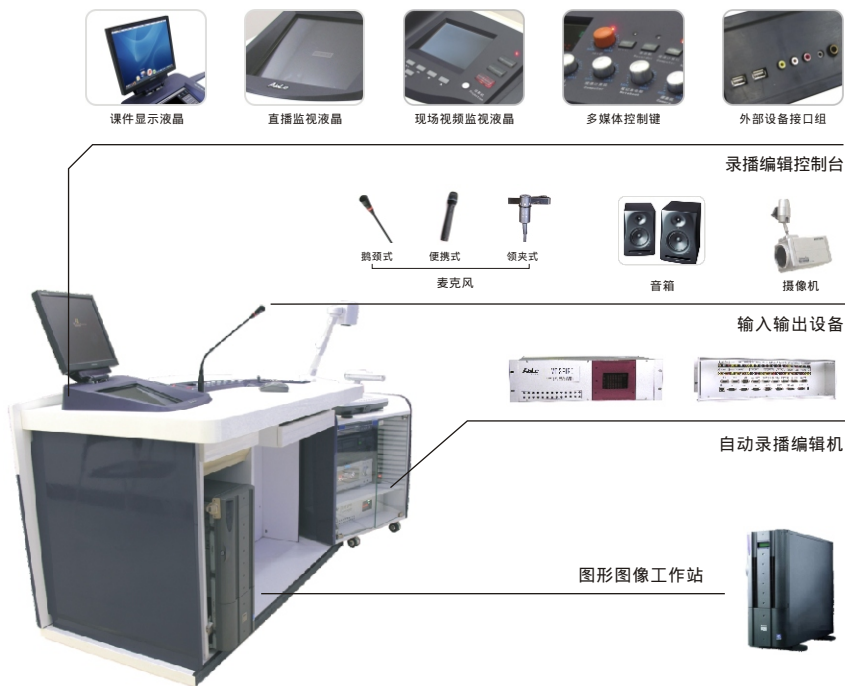 课件显示液晶
直播监视液晶
现场视频监视液晶
多媒体控制键
外部设备接口组
录播编辑控制台
鹅颈式
便携式
领夹式
麦克风
音箱
摄像机
输入输出设备
自动录播编辑机
图形图像工作站